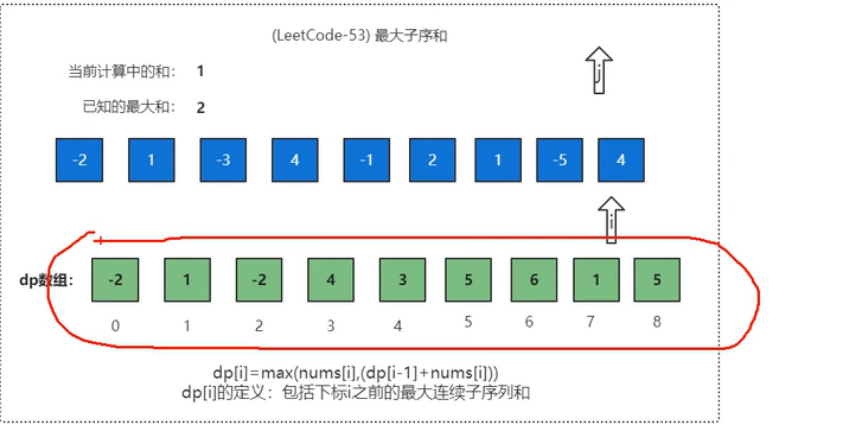 (LeetCode-53) 最大子序和
当前计算中的和: 1
已知的最大和: 2
j
-2 1 -3 4 -1 2 1 -5 4
i
dp数组: -2 1 -2 4 3 5 6 1 5
0 1 2 3 4 5 6 7 8
dp[i]=max(nums[i],(dp[i-1]+nums[i]))
dp[i]的定义: 包括下标i之前的最大连续子序列和